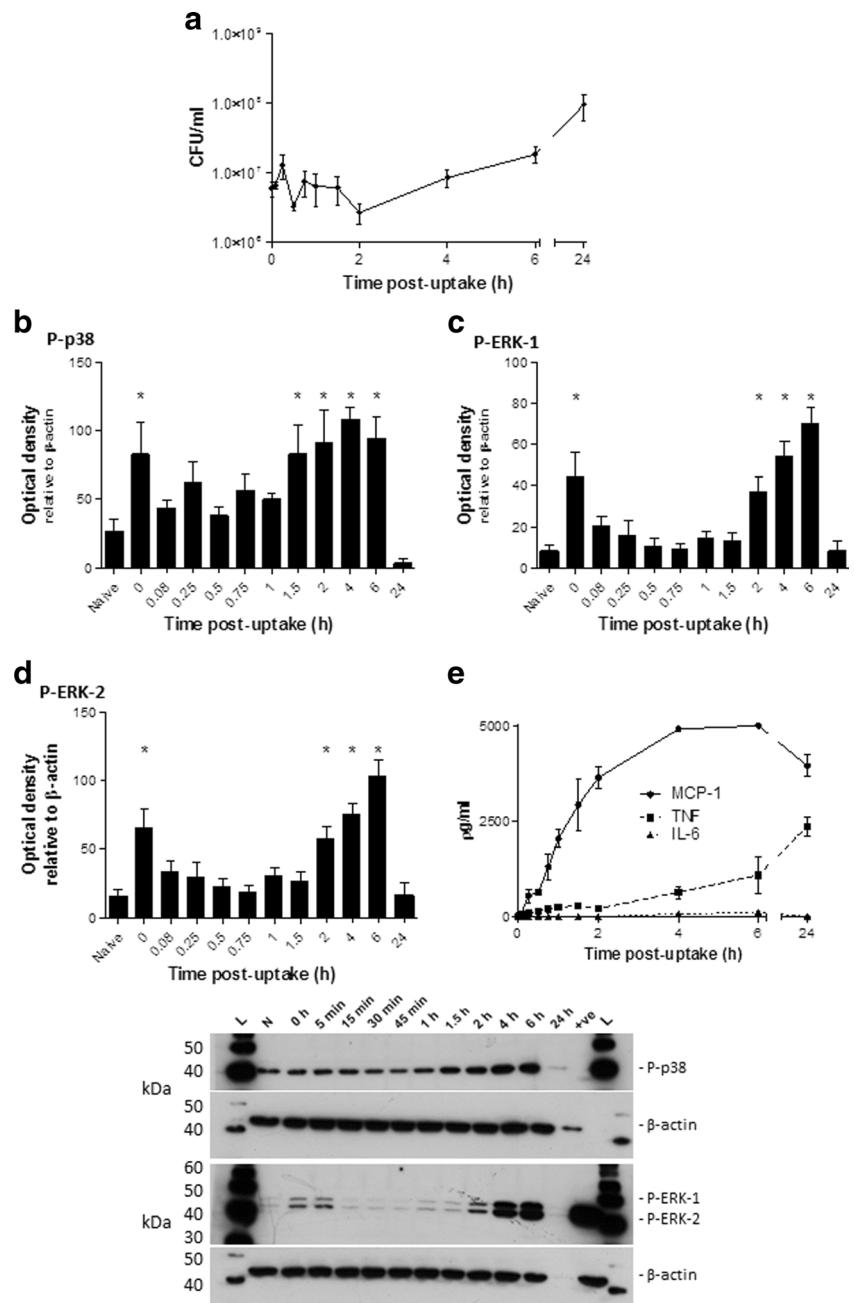 a
1.0×10⁹
1.0×10⁸
1.0×10⁷
1.0×10⁶
CFU/ml
0 2 4 6 24
Time post-uptake (h)
b
P-p38
150
100
50
0
Optical density
relative to β-actin
*
* * * *
Naive 0 0.08 0.25 0.5 0.75 1 1.5 2 4 6 24
Time post-uptake (h)
c
P-ERK-1
100
80
60
40
20
0
Optical density
relative to β-actin
*
* * *
Naive 0 0.08 0.25 0.5 0.75 1 1.5 2 4 6 24
Time post-uptake (h)
d
P-ERK-2
150
100
50
0
Optical density
relative to β-actin
*
* * *
Naive 0 0.08 0.25 0.5 0.75 1 1.5 2 4 6 24
Time post-uptake (h)
e
5000
2500
0
pg/ml
MCP-1
TNF
IL-6
0 2 4 6 24
Time post-uptake (h)
L N 0 h 5 min 15 min 30 min 45 min 1 h 1.5 h 2 h 4 h 6 h 24 h +ve L
50
40
- P-p38
kDa
50
40
- β-actin
60
50
40
30
- P-ERK-1
- P-ERK-2
kDa
50
40
- β-actin